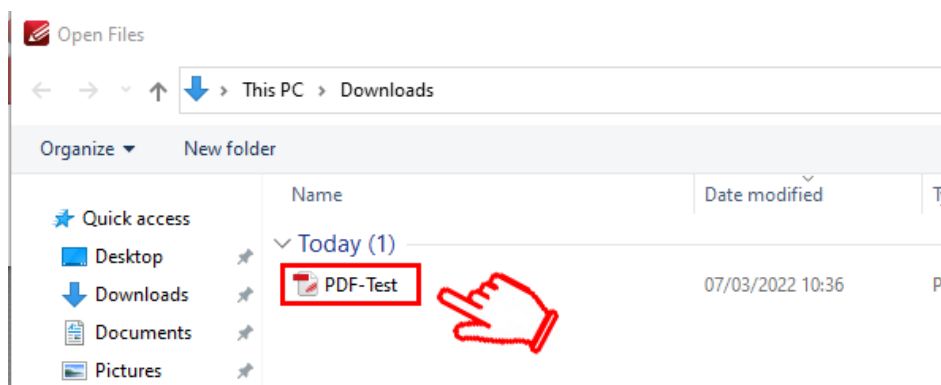 Open Files
This PC > Downloads
Organize New folder
Name Date modified
Quick access
Today (1)
Desktop
PDF-Test 07/03/2022 10:36
Downloads
Documents
Pictures